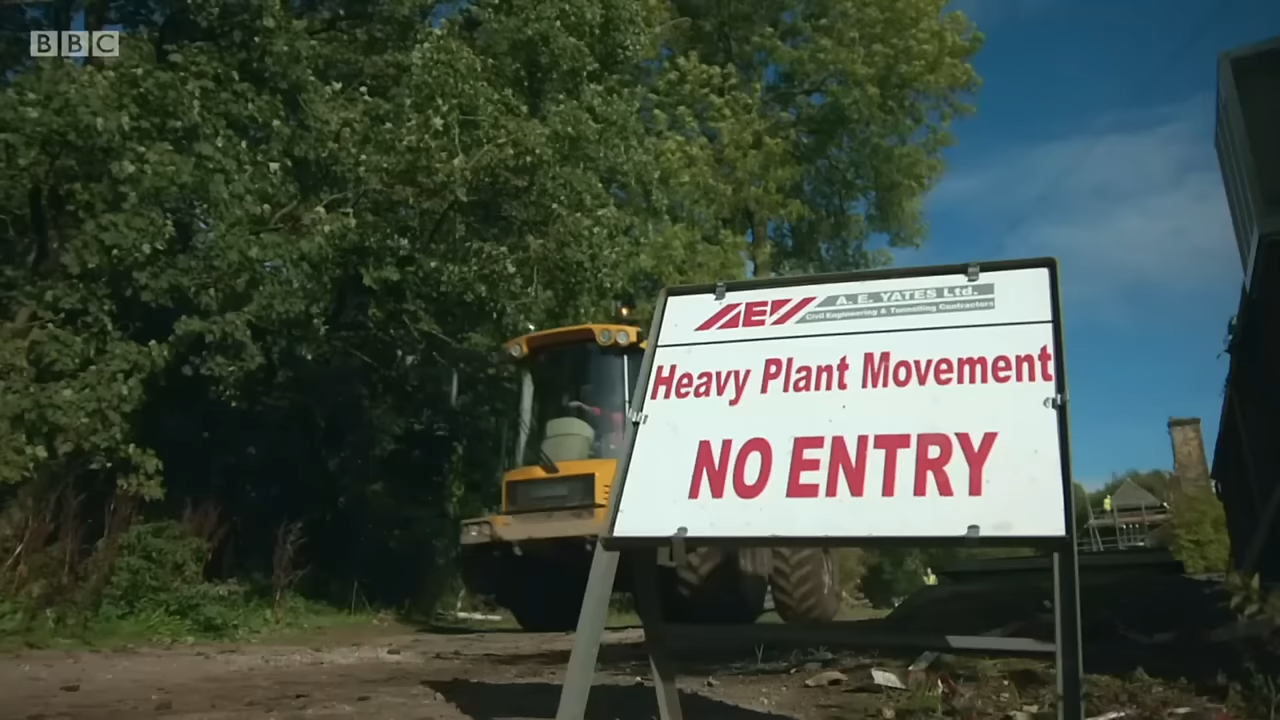 BBC
AEY A. E. YATES Ltd.
Civil Engineering & Tunnelling Contractors
Heavy Plant Movement
NO ENTRY